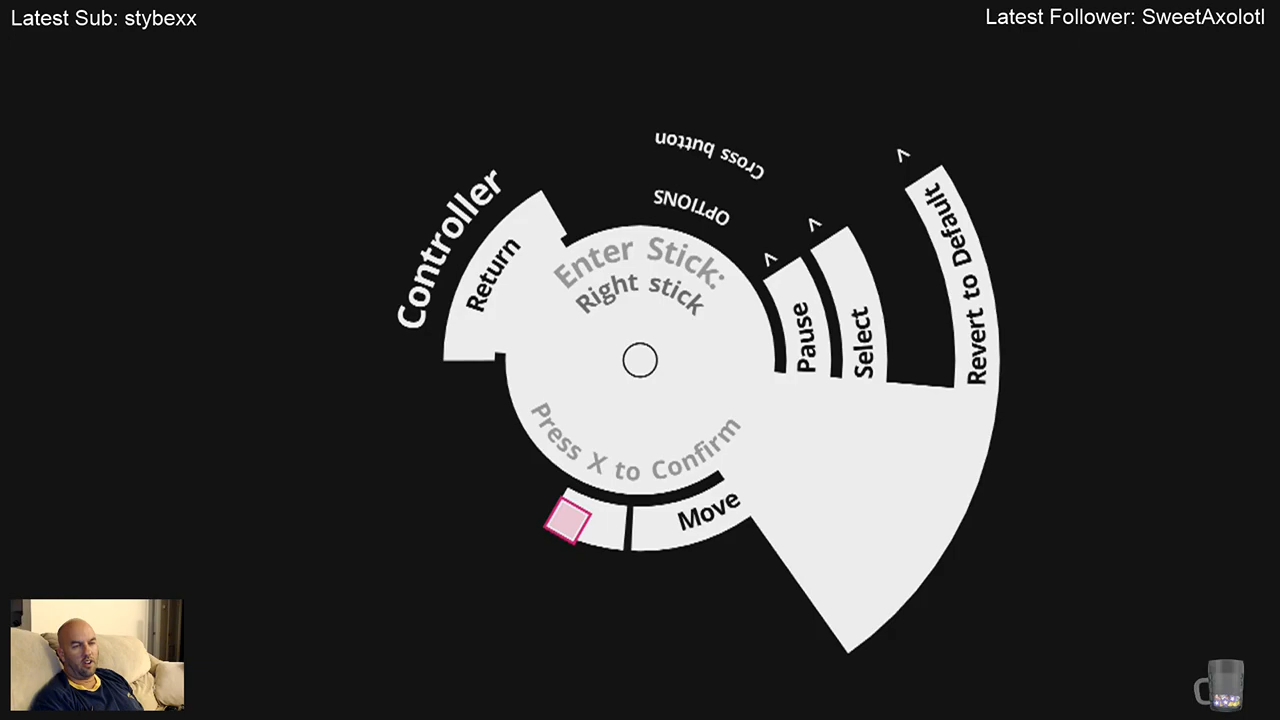 Latest Sub: stybexx
Latest Follower: SweetAxolotl
Controller
Return
Cross button
OPTIONS
<
<
<
Enter Stick:
Right stick
Pause
Select
Revert to Default
Press X to Confirm
Move